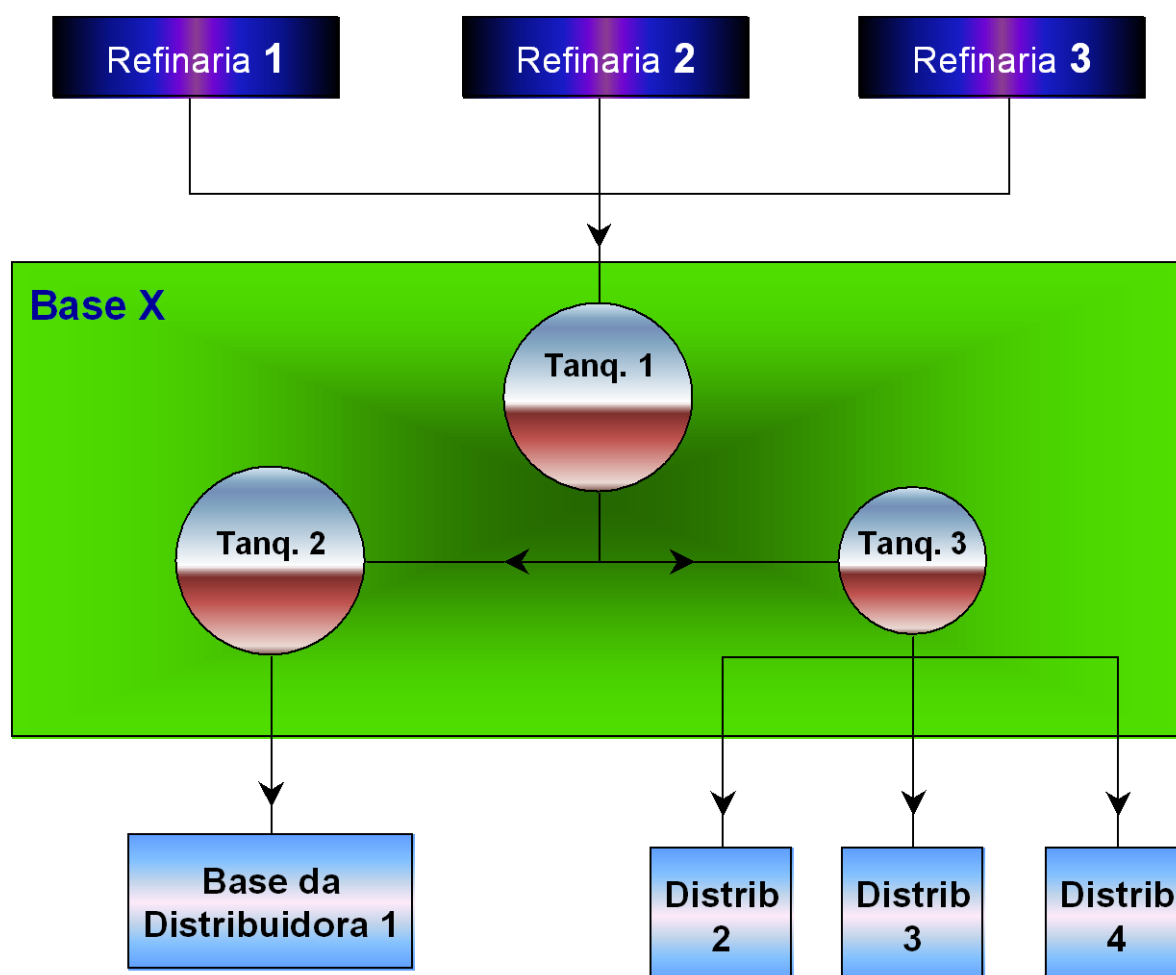 Refinaria 1
Refinaria 2
Refinaria 3
Base X
Tanq. 1
Tanq. 2
Tanq. 3
Base da
Distribuidora 1
Distrib
2
Distrib
3
Distrib
4